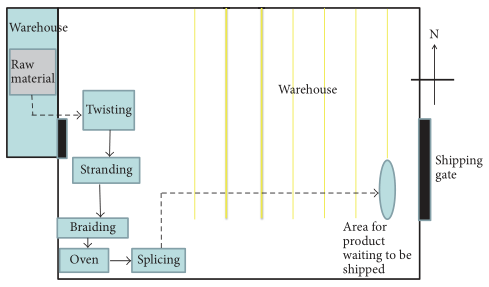 Warehouse
Raw
material
Twisting
Stranding
Braiding
Oven
Splicing
Warehouse
N
Shipping
gate
Area for
product
waiting to be
shipped